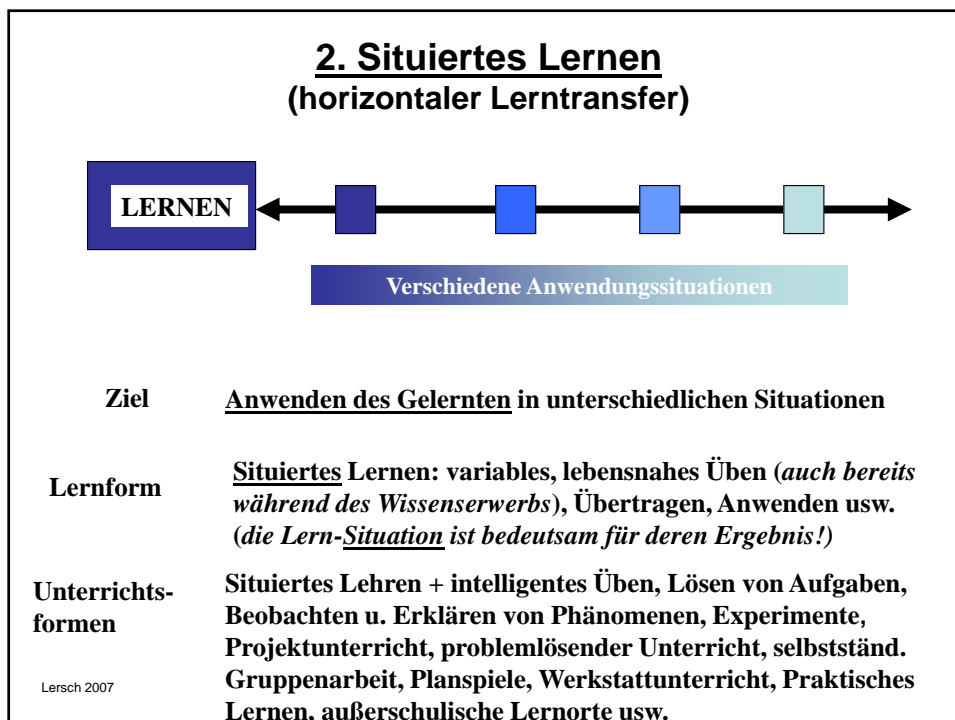 2. Situiertes Lernen
(horizontaler Lerntransfer)
LERNEN
Verschiedene Anwendungssituationen
Ziel
Anwenden des Gelernten in unterschiedlichen Situationen
Lernform
Situiertes Lernen: variables, lebensnahes Üben (auch bereits
während des Wissenserwerbs), Übertragen, Anwenden usw.
(die Lern-Situation ist bedeutsam für deren Ergebnis!)
Unterrichts-
formen
Situiertes Lehren + intelligentes Üben, Lösen von Aufgaben,
Beobachten u. Erklären von Phänomenen, Experimente,
Projektunterricht, problemlösender Unterricht, selbstständ.
Gruppenarbeit, Planspiele, Werkstattunterricht, Praktisches
Lernen, außerschulische Lernorte usw.
Lersch 2007